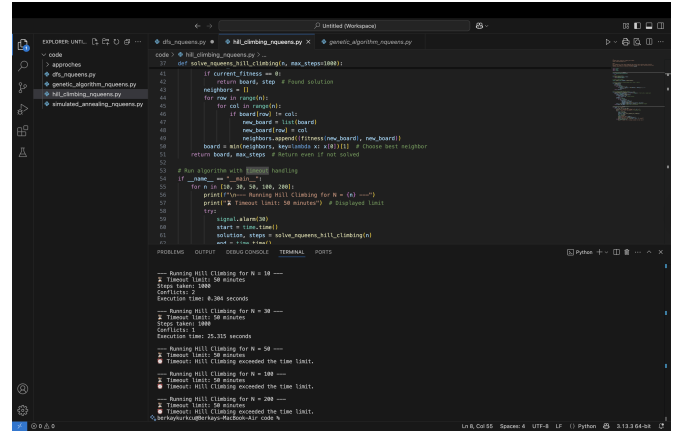 Untitled (Workspace)
EXPLORER: UNTI...
code
approches
dfs_nqueens.py
genetic_algorithm_nqueens.py
hill_climbing_nqueens.py
simulated_annealing_nqueens.py
dfs_nqueens.py
hill_climbing_nqueens.py
genetic_algorithm_nqueens.py
code > hill_climbing_nqueens.py > ...
37 def solve_nqueens_hill_climbing(n, max_steps=1000):
41 if current_fitness == 0:
42 return board, step # Found solution
43 neighbors = []
44 for row in range(n):
45 for col in range(n):
46 if board[row] != col:
47 new_board = list(board)
48 new_board[row] = col
49 neighbors.append((fitness(new_board), new_board))
50 board = min(neighbors, key=lambda x: x[0])[1] # Choose best neighbor
51 return board, max_steps # Return even if not solved
52
53 # Run algorithm with timeout handling
54 if __name__ == "__main__":
55 for n in [10, 30, 50, 100, 200]:
56 print(f"\n—— Running Hill Climbing for N = {n} ——")
57 print("⏳ Timeout limit: 50 minutes") # Displayed limit
58 try:
59 signal.alarm(30)
60 start = time.time()
61 solution, steps = solve_nqueens_hill_climbing(n)
62 end = time.time()
PROBLEMS OUTPUT DEBUG CONSOLE TERMINAL PORTS
Python
—— Running Hill Climbing for N = 10 ——
⏳ Timeout limit: 50 minutes
Steps taken: 1000
Conflicts: 2
Execution time: 0.304 seconds
—— Running Hill Climbing for N = 30 ——
⏳ Timeout limit: 50 minutes
Steps taken: 1000
Conflicts: 1
Execution time: 25.315 seconds
—— Running Hill Climbing for N = 50 ——
⏳ Timeout limit: 50 minutes
⏰ Timeout: Hill Climbing exceeded the time limit.
—— Running Hill Climbing for N = 100 ——
⏳ Timeout limit: 50 minutes
⏰ Timeout: Hill Climbing exceeded the time limit.
—— Running Hill Climbing for N = 200 ——
⏳ Timeout limit: 50 minutes
⏰ Timeout: Hill Climbing exceeded the time limit.
berkaykurkcu@Berkays-MacBook-Air code %
0 0 Ln 8, Col 55 Spaces: 4 UTF-8 LF Python 3.13.3 64-bit